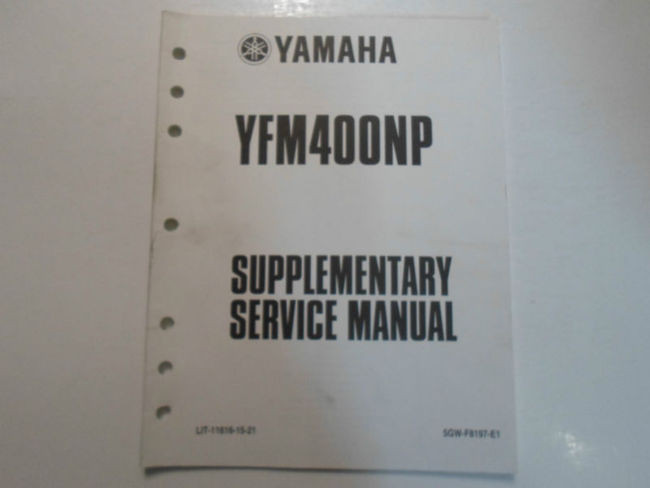 YAMAHA
YFM400NP
SUPPLEMENTARY
SERVICE MANUAL
LIT-11616-15-21
5GW-F8197-E1